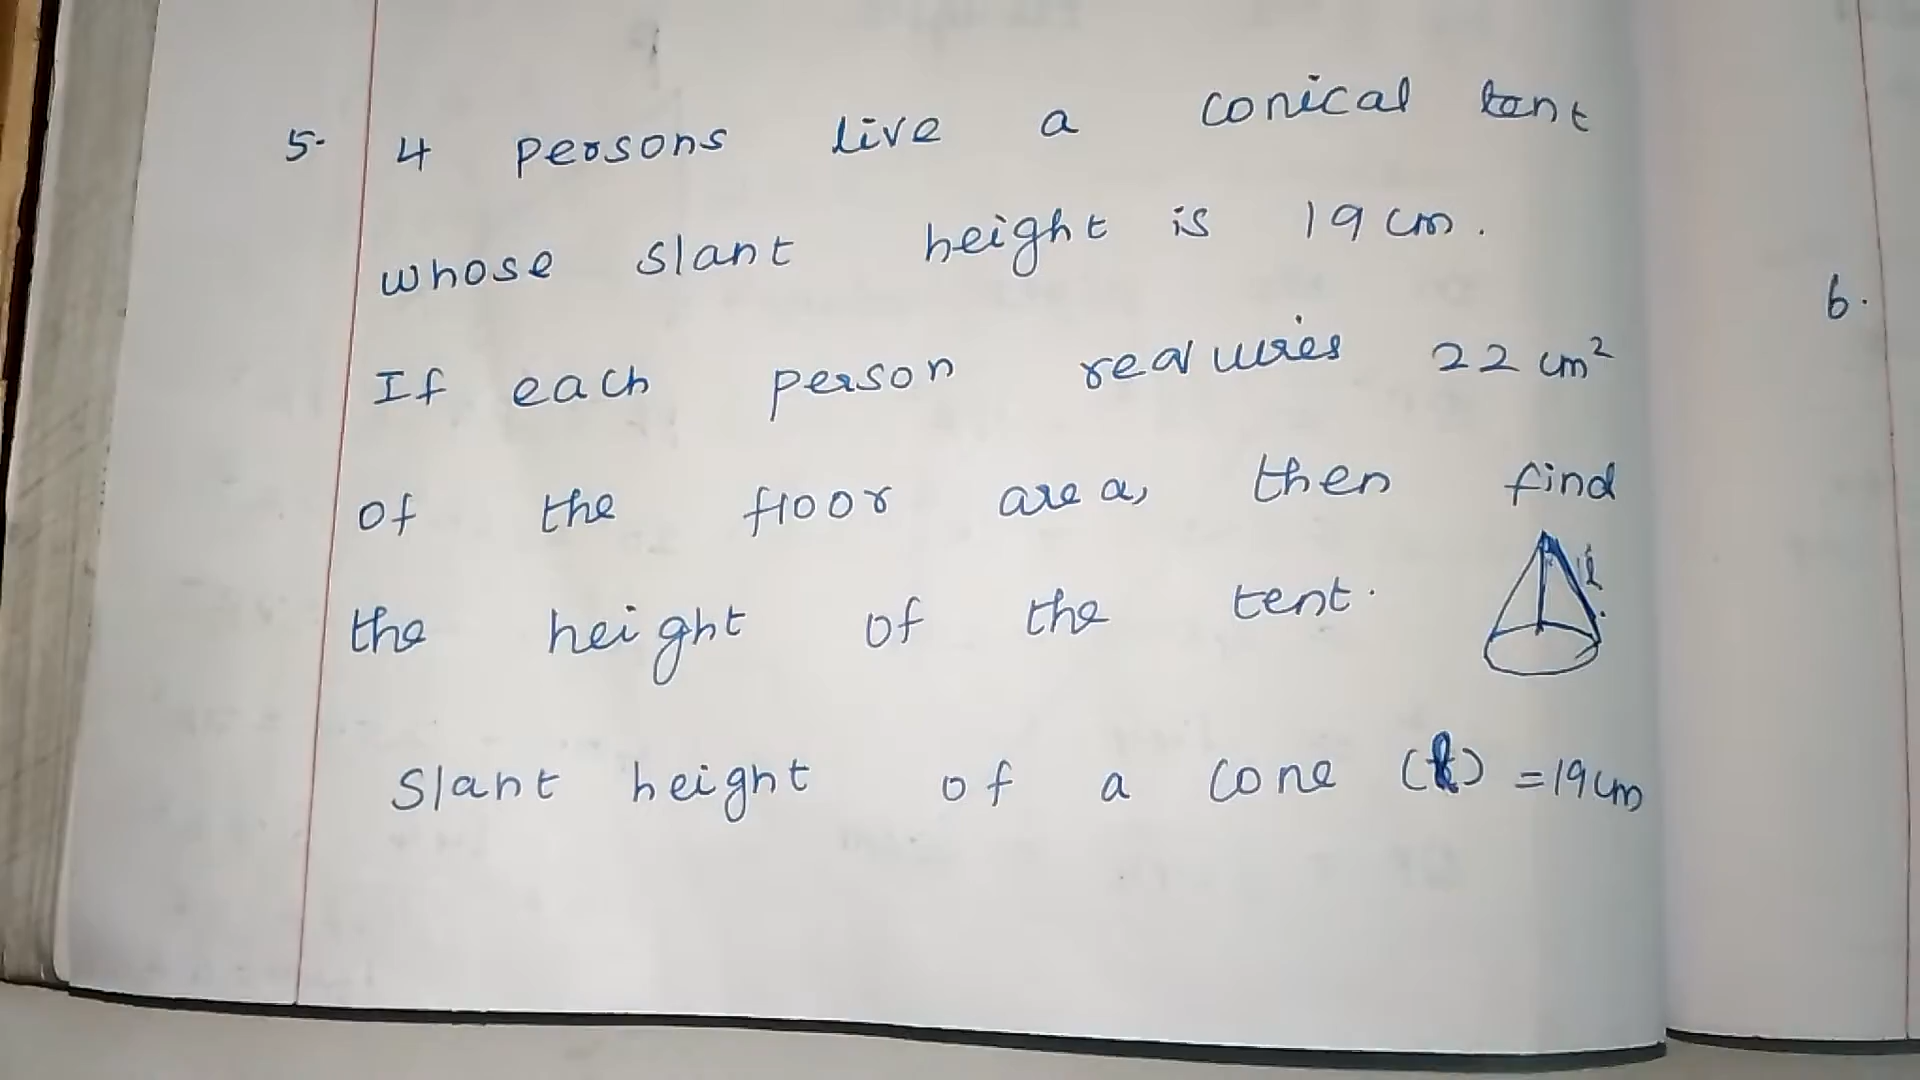 5. 4 persons live a conical tent
whose slant height is 19 cm.
If each person requires 22 cm²
of the floor area, then find
the height of the tent.
l
Slant height of a cone (l) = 19 cm
6.